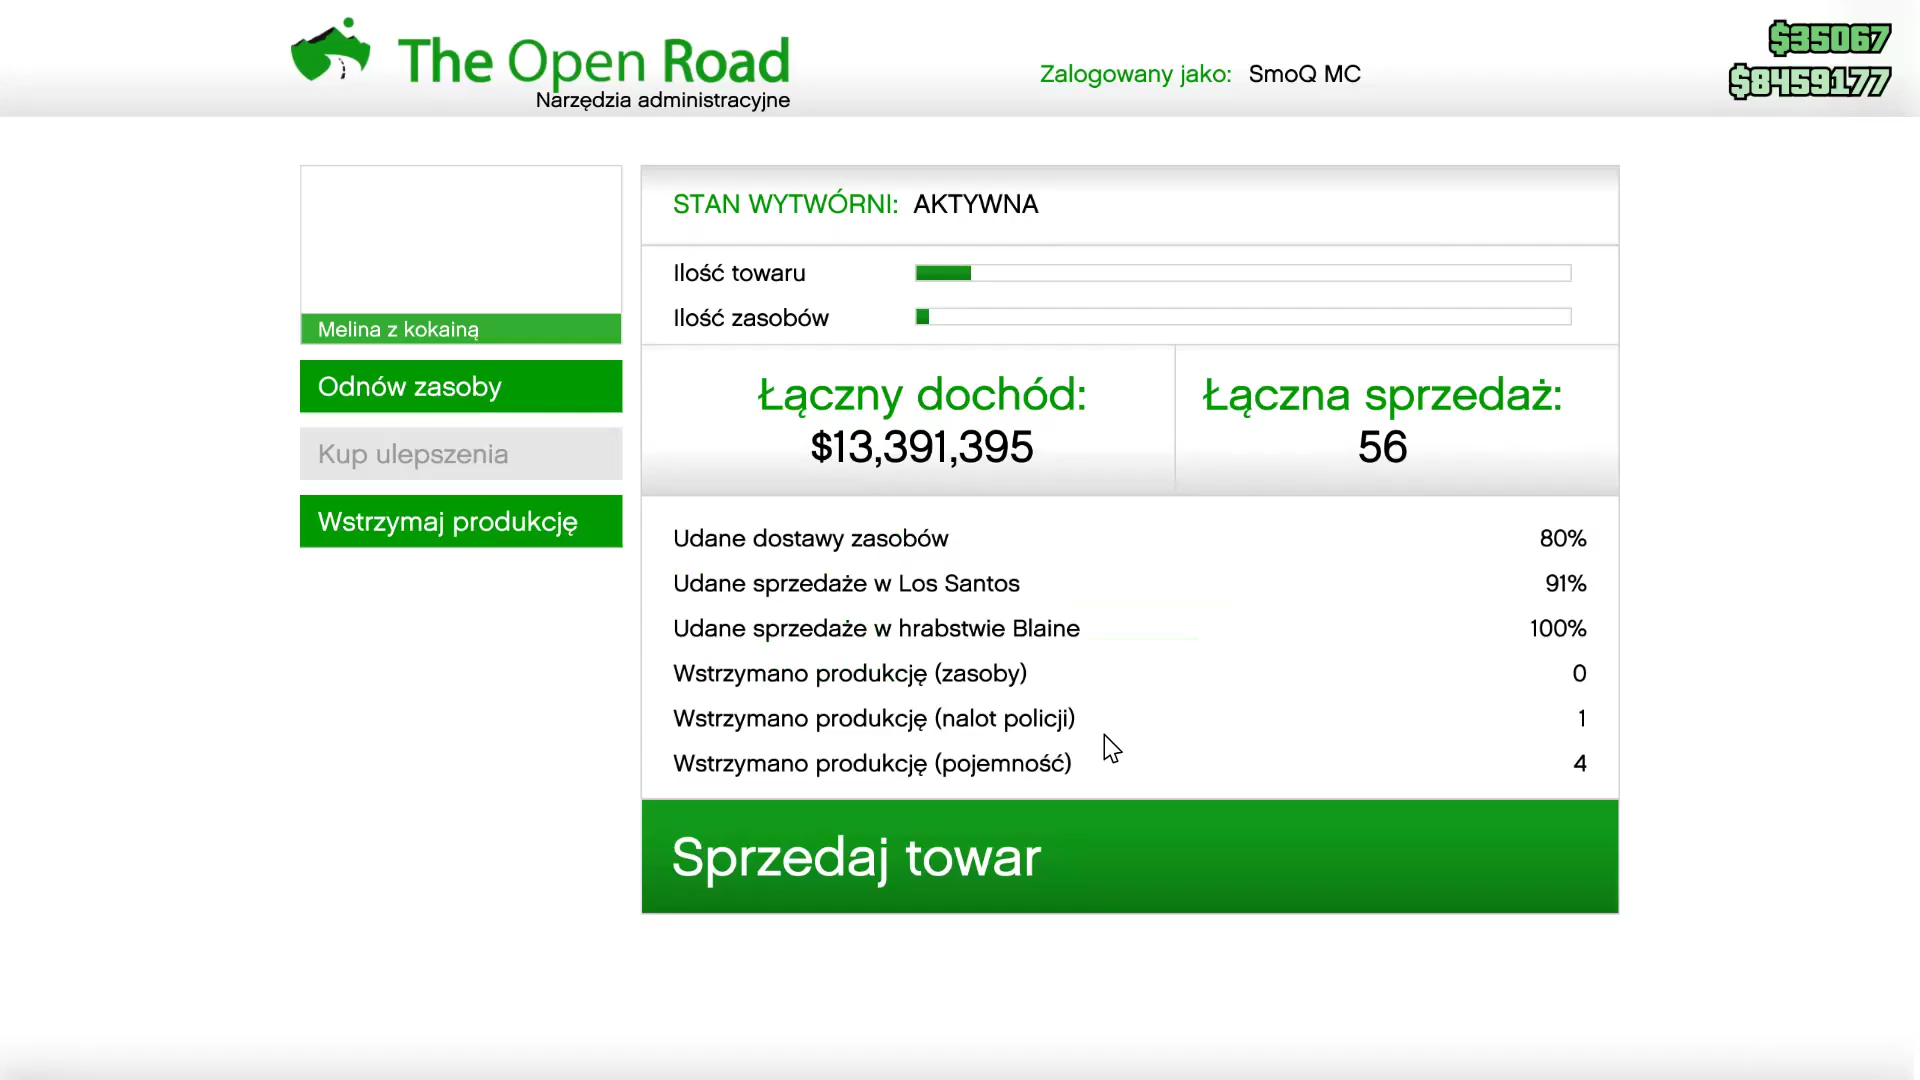 The Open Road
Narzędzia administracyjne
Zalogowany jako: SmoQ MC
$35067
$8459177
Melina z kokainą
Odnów zasoby
Kup ulepszenia
Wstrzymaj produkcję
STAN WYTWÓRNI: AKTYWNA
Ilość towaru
Ilość zasobów
Łączny dochód:
$13,391,395
Łączna sprzedaż:
56
Udane dostawy zasobów 80%
Udane sprzedaże w Los Santos 91%
Udane sprzedaże w hrabstwie Blaine 100%
Wstrzymano produkcję (zasoby) 0
Wstrzymano produkcję (nalot policji) 1
Wstrzymano produkcję (pojemność) 4
Sprzedaj towar